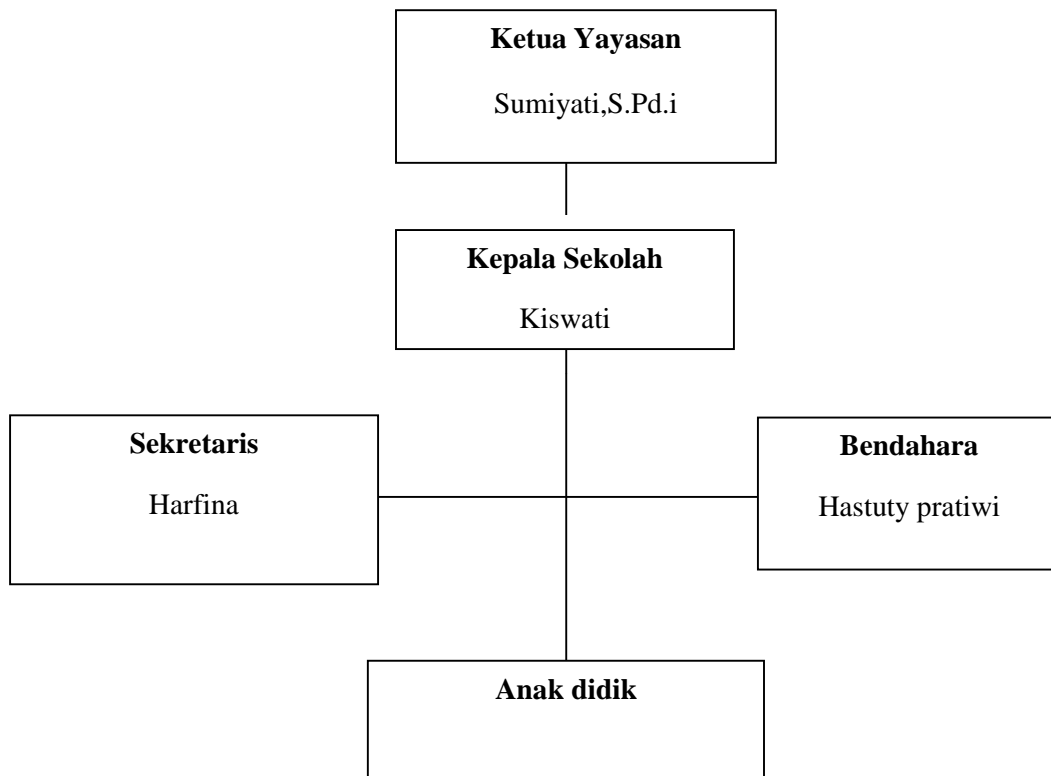 Ketua Yayasan
Sumiyati,S.Pd.i
Kepala Sekolah
Kiswati
Sekretaris
Harfina
Bendahara
Hastuty pratiwi
Anak didik